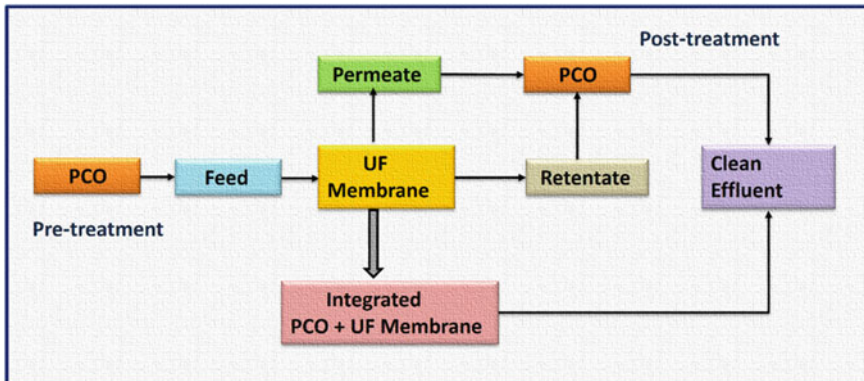 Post-treatment
Permeate
PCO
PCO
Feed
UF
Membrane
Retentate
Clean
Effluent
Pre-treatment
Integrated
PCO + UF Membrane